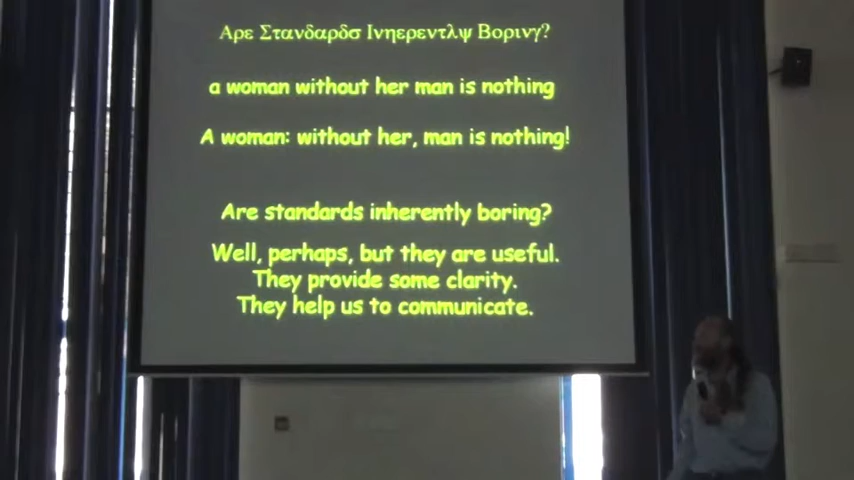 Αρε Στανδαρδσ Ινηερεντλψ Βορινγ?
a woman without her man is nothing
A woman: without her, man is nothing!
Are standards inherently boring?
Well, perhaps, but they are useful.
They provide some clarity.
They help us to communicate.